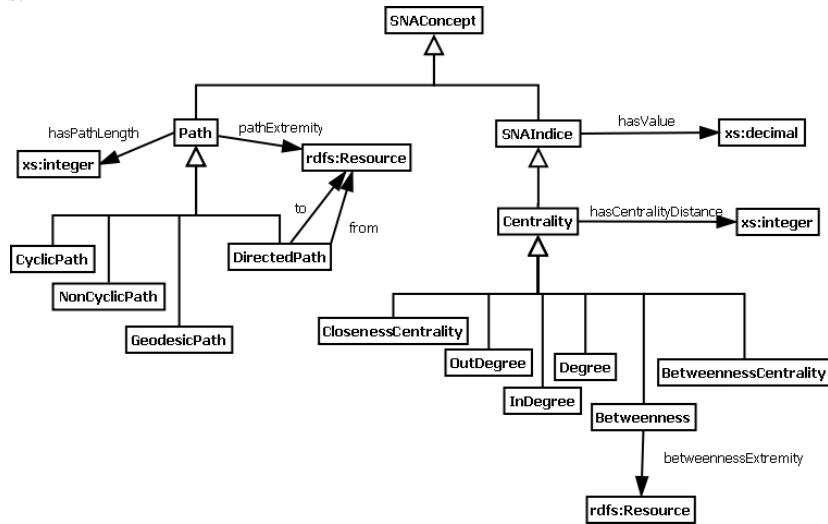 SNAConcept
Path
SNAIndice
hasPathLength
pathExtremity
hasValue
xs:integer
rdfs:Resource
xs:decimal
to
from
Centrality
hasCentralityDistance
xs:integer
CyclicPath
DirectedPath
NonCyclicPath
GeodesicPath
ClosenessCentrality
OutDegree
InDegree
Degree
Betweenness
BetweennessCentrality
betweennessExtremity
rdfs:Resource